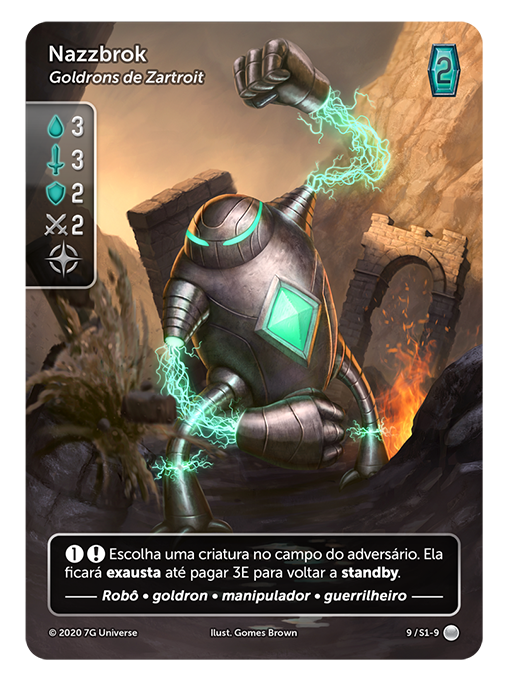 Nazzbrok
Goldrons de Zartroit
2
3
3
2
2
1 ! Escolha uma criatura no campo do adversário. Ela
ficará exausta até pagar 3E para voltar a standby.
Robô • goldron • manipulador • guerrilheiro
© 2020 7G Universe Ilust. Gomes Brown 9 / S1-9